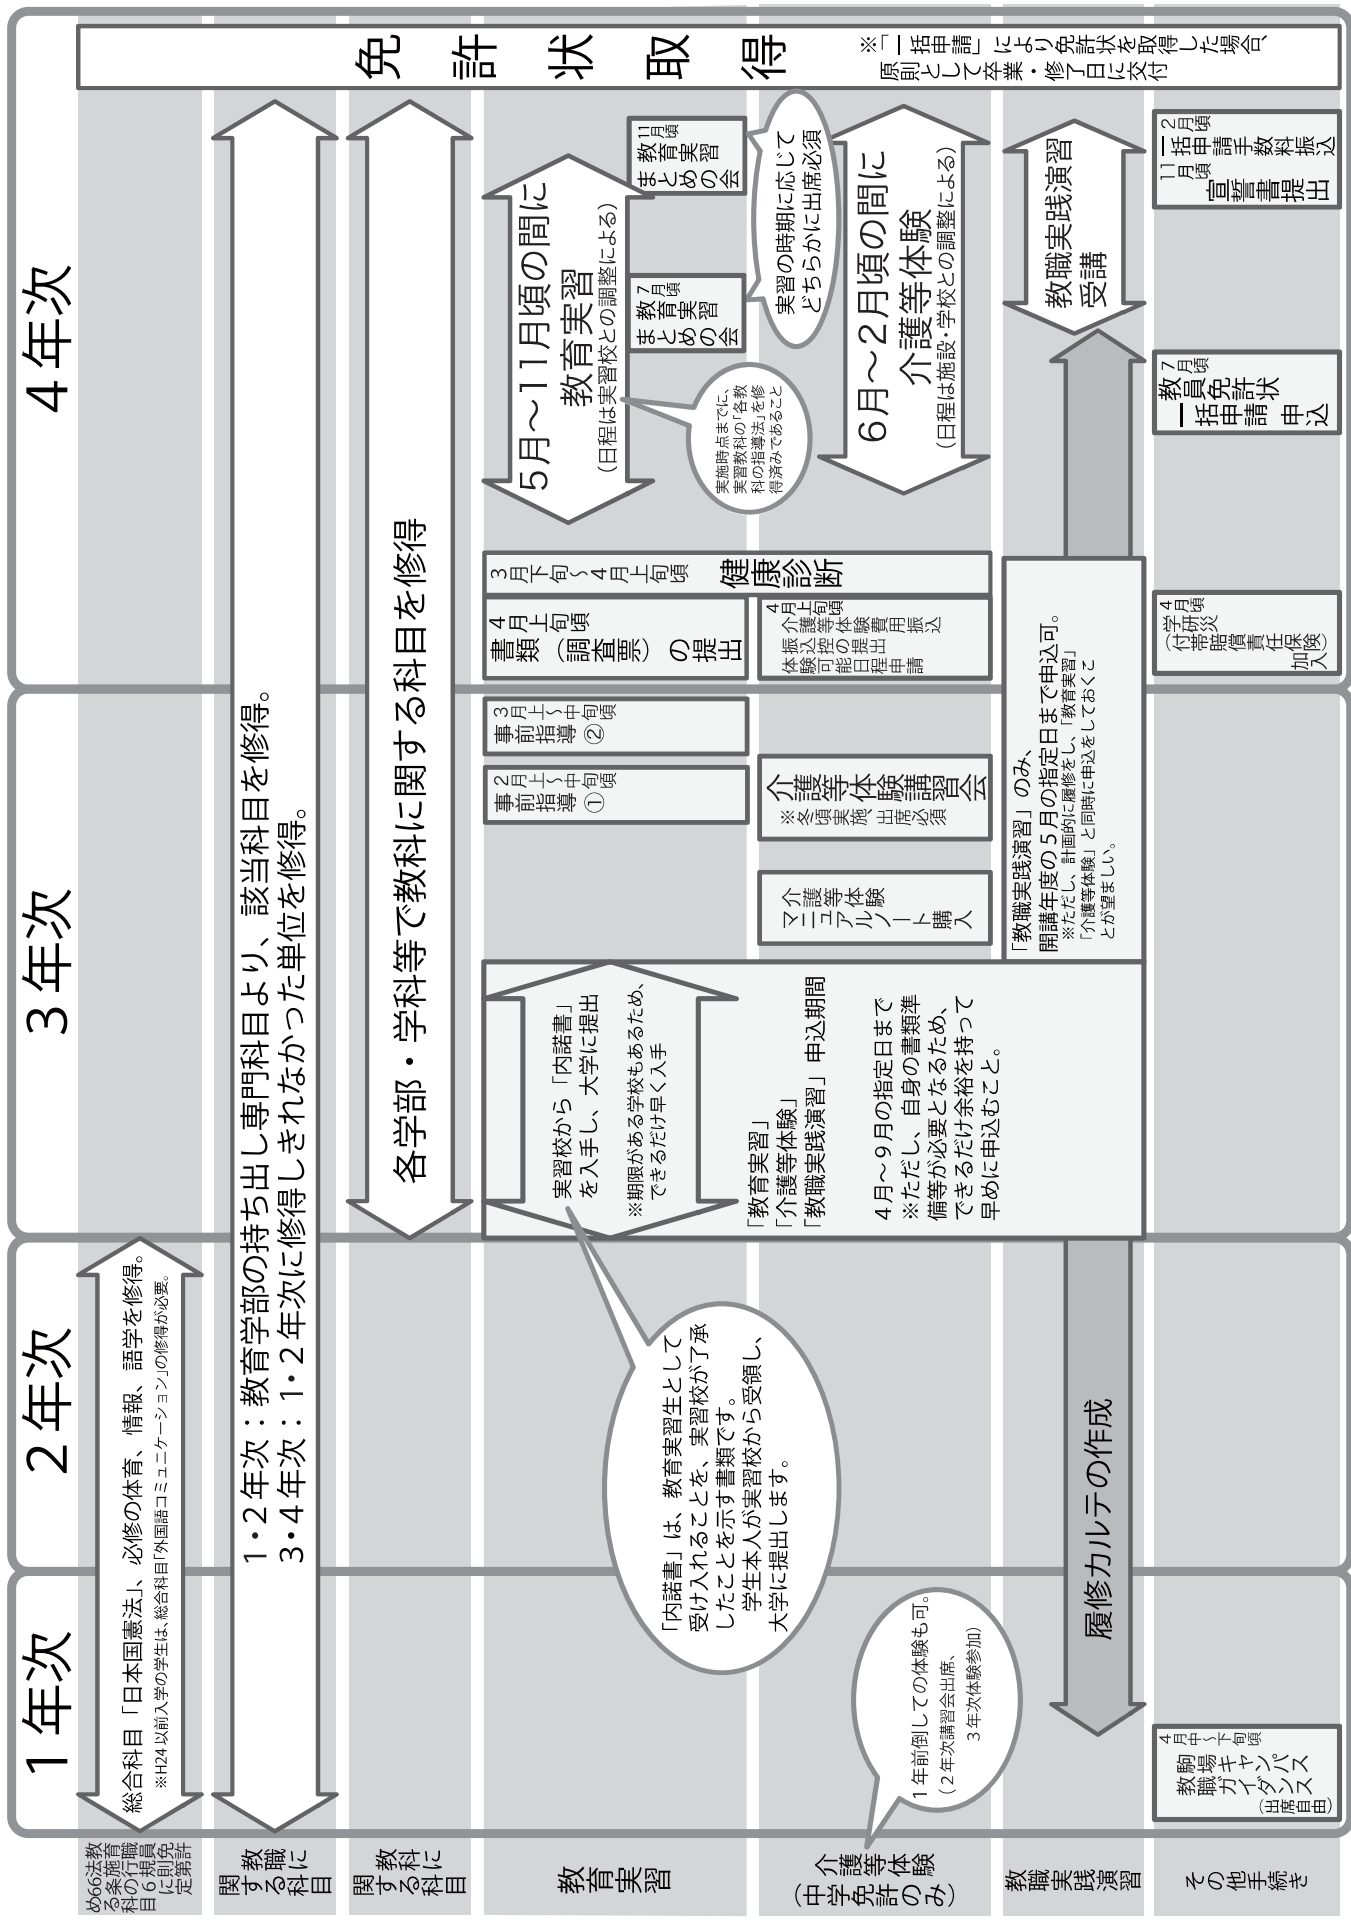 1年次
2年次
3年次
4年次
教育職員免許
法施行規則第
66条の6に定
める科目
総合科目「日本国憲法」、必修の体育、情報、語学を修得。
※H24以前入学の学生は、総合科目「外国語コミュニケーション」の修得が必要。
教職に
関する科目
1・2年次：教育学部の持ち出し専門科目より、該当科目を修得。
3・4年次：1・2年次に修得しきれなかった単位を修得。
教科に
関する科目
各学部・学科等で教科に関する科目を修得
教育実習
「内諾書」は、教育実習生として
受け入れることを、実習校が了承
したことを示す書類です。
学生本人が実習校から受領し、
大学に提出します。
実習校から「内諾書」
を入手し、大学に提出
※期限がある学校もあるため、
できるだけ早く入手
「教育実習」
「介護等体験」
「教職実践演習」申込期間
4月～9月の指定日まで
※ただし、自身の書類準
備等が必要となるため、
できるだけ余裕を持って
早めに申込むこと。
2月上～中旬頃
事前指導①
3月上～中旬頃
事前指導②
4月上旬頃
書類（調査票）の提出
3月下旬～4月上旬頃
健康診断
5月～11月頃の間に
教育実習
（日程は実習校との調整による）
実施時点までに、
実習教科の「各教
科の指導法」を修
得済みであること
7月頃
教育実習
まとめの会
11月頃
教育実習
まとめの会
実習の時期に応じて
どちらかに出席必須
介護等体験
（中学免許のみ）
1年前倒しての体験も可。
（2年次講習会出席、
3年次体験参加）
介護等体験
マニュアルノート購入
介護等体験講習会
※冬頃実施、出席必須
4月上旬頃
介護等体験費用振込
振込控の提出
体験可能日程申請
6月～2月頃の間に
介護等体験
（日程は施設・学校との調整による）
教職実践演習
履修カルテの作成
「教職実践演習」のみ、
開講年度の5月の指定日まで申込可。
※ただし、計画的に履修をし、「教育実習」
「介護等体験」と同時に申込をしておくこ
とが望ましい。
教職実践演習
受講
その他手続き
4月中～下旬頃
駒場キャンパス
教職ガイダンス
（出席自由）
4月頃
学研災
（付帯賠償責任保険）
加入
7月頃
教員免許状
一括申請 申込
11月頃
宣誓書提出
2月頃
一括申請手数料振込
免許状取得
※「一括申請」により免許状を取得した場合、
原則として卒業・修了日に交付